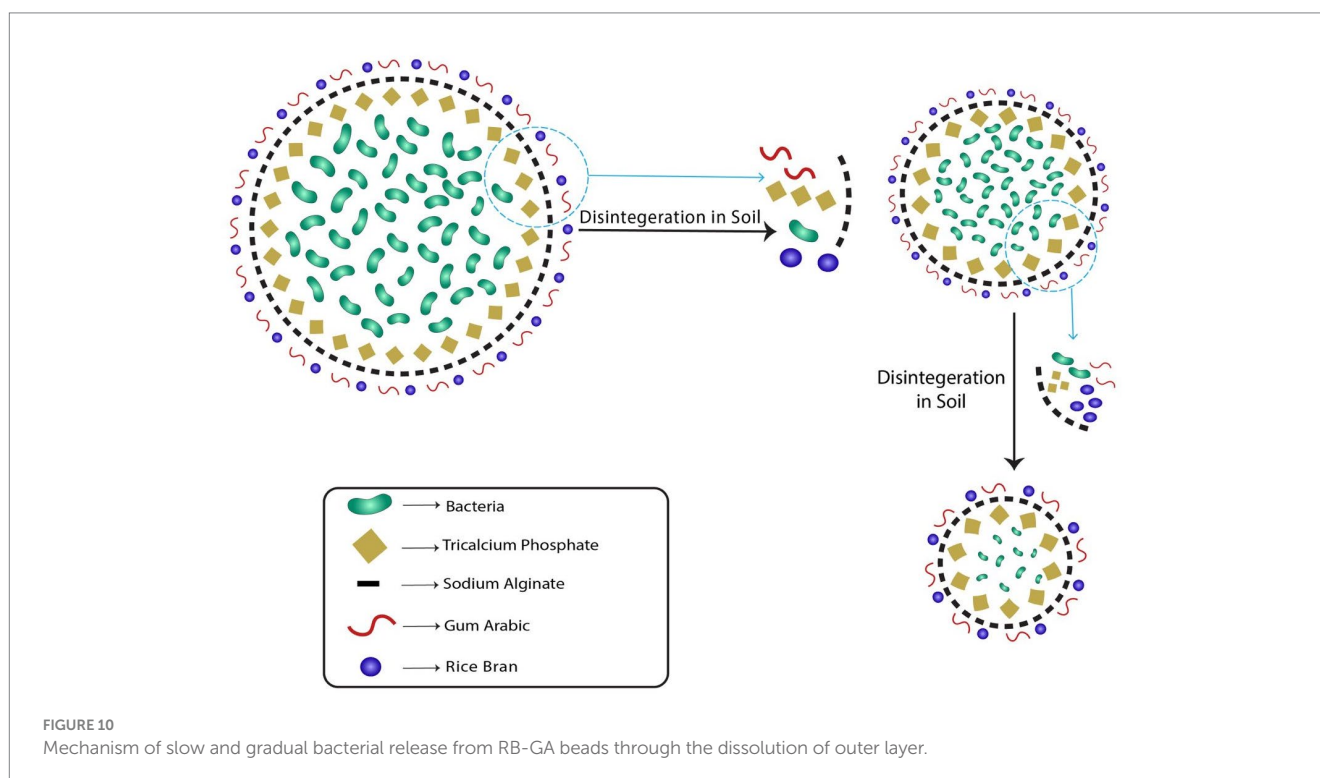 Disintegeration in Soil
Disintegeration
in Soil
Bacteria
Tricalcium Phosphate
Sodium Alginate
Gum Arabic
Rice Bran
FIGURE 10
Mechanism of slow and gradual bacterial release from RB-GA beads through the dissolution of outer layer.